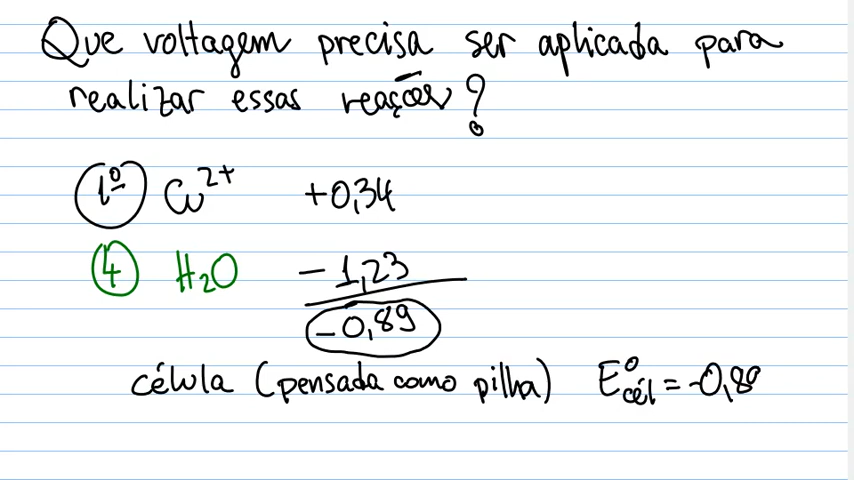 Que voltagem precisa ser aplicada para
realizar essas reações?
1º Cu²⁺ +0,34
4 H₂O -1,23
-0,89
célula (pensada como pilha) E°cél = -0,89